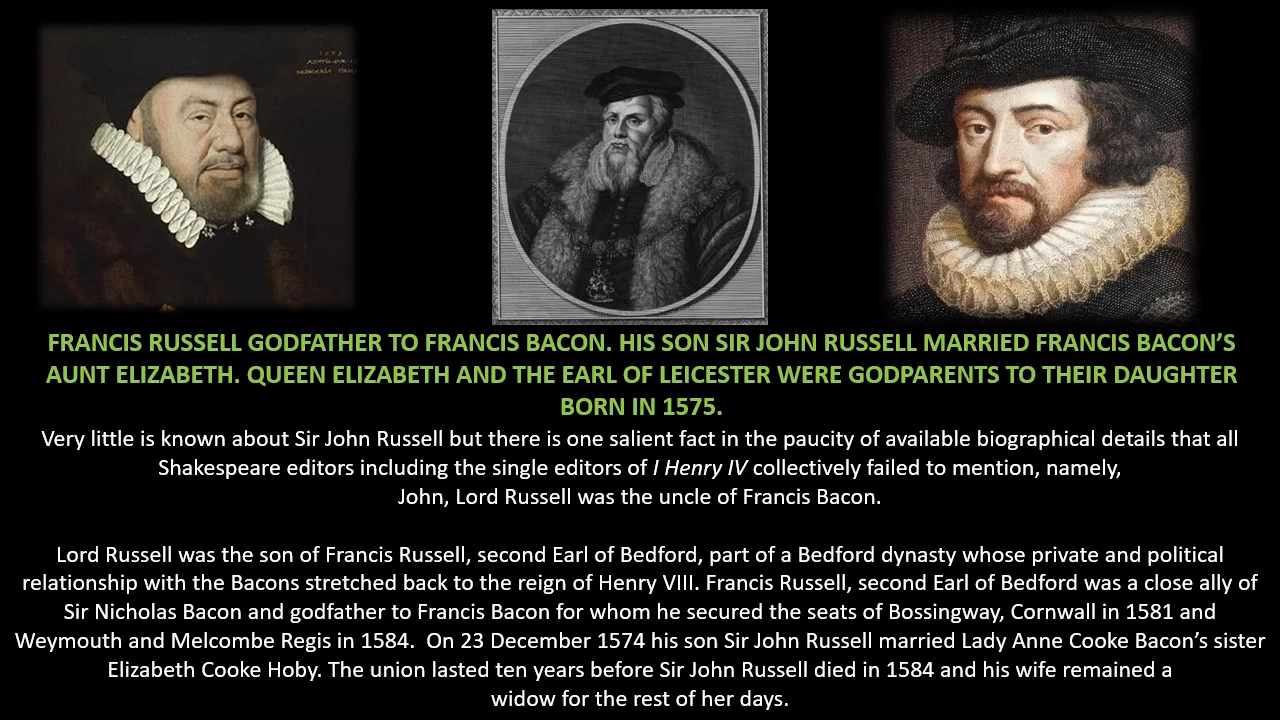 FRANCIS RUSSELL GODFATHER TO FRANCIS BACON. HIS SON SIR JOHN RUSSELL MARRIED FRANCIS BACON’S
AUNT ELIZABETH. QUEEN ELIZABETH AND THE EARL OF LEICESTER WERE GODPARENTS TO THEIR DAUGHTER
BORN IN 1575.
Very little is known about Sir John Russell but there is one salient fact in the paucity of available biographical details that all
Shakespeare editors including the single editors of I Henry IV collectively failed to mention, namely,
John, Lord Russell was the uncle of Francis Bacon.
Lord Russell was the son of Francis Russell, second Earl of Bedford, part of a Bedford dynasty whose private and political
relationship with the Bacons stretched back to the reign of Henry VIII. Francis Russell, second Earl of Bedford was a close ally of
Sir Nicholas Bacon and godfather to Francis Bacon for whom he secured the seats of Bossingway, Cornwall in 1581 and
Weymouth and Melcombe Regis in 1584.  On 23 December 1574 his son Sir John Russell married Lady Anne Cooke Bacon’s sister
Elizabeth Cooke Hoby. The union lasted ten years before Sir John Russell died in 1584 and his wife remained a
widow for the rest of her days.